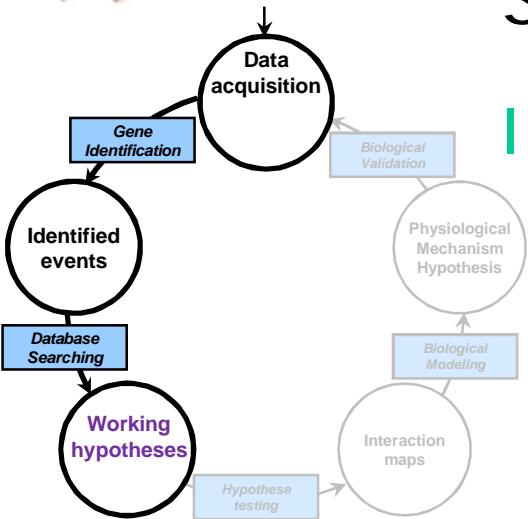 Data
acquisition
Gene
Identification
Biological
Validation
Identified
events
Physiological
Mechanism
Hypothesis
Database
Searching
Biological
Modeling
Working
hypotheses
Interaction
maps
Hypothese
testing